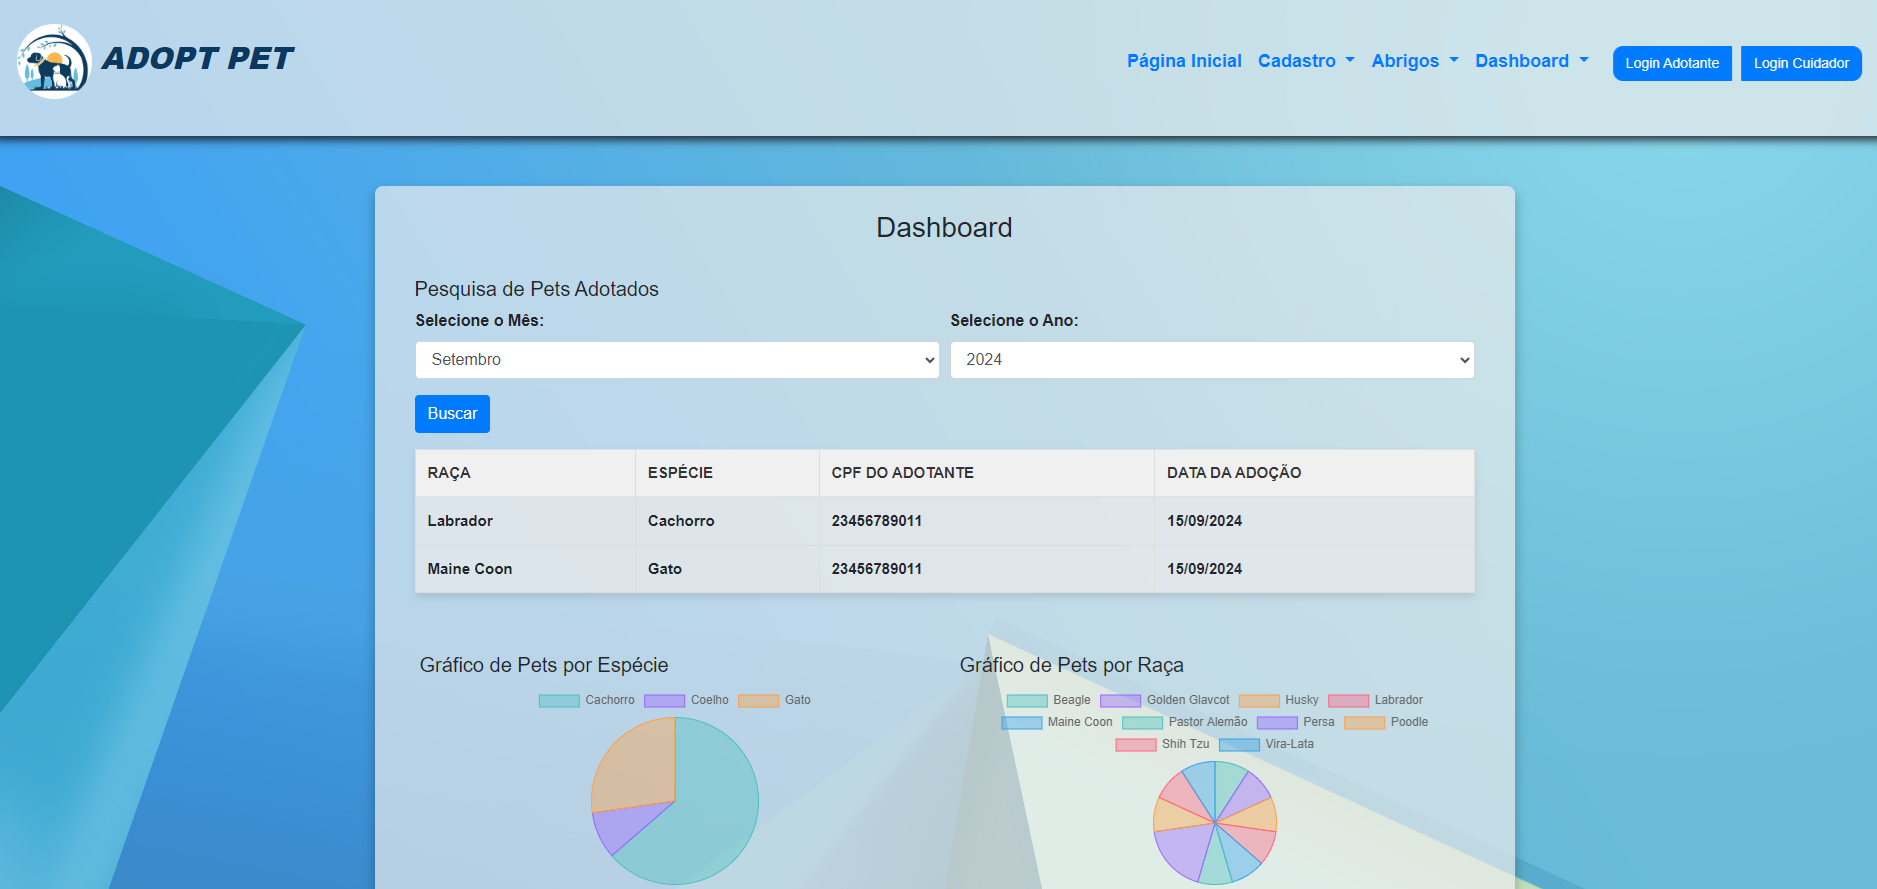 ADOPT PET
Página Inicial Cadastro Abrigos Dashboard Login Adotante Login Cuidador
Dashboard
Pesquisa de Pets Adotados
Selecione o Mês: Selecione o Ano:
Setembro 2024
Buscar
RAÇA ESPÉCIE CPF DO ADOTANTE DATA DA ADOÇÃO
Labrador Cachorro 23456789011 15/09/2024
Maine Coon Gato 23456789011 15/09/2024
Gráfico de Pets por Espécie
Cachorro Coelho Gato
Gráfico de Pets por Raça
Beagle Golden Glavcot Husky Labrador
Maine Coon Pastor Alemão Persa Poodle
Shih Tzu Vira-Lata